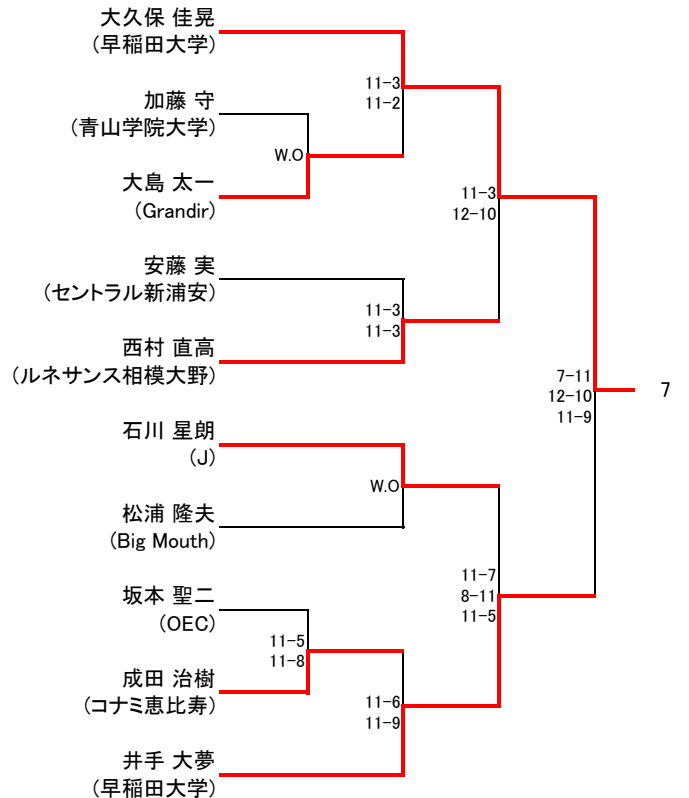 大久保 佳晃
(早稲田大学)
11-3
11-2
加藤 守
(青山学院大学)
W.O
大島 太一
(Grandir)
11-3
12-10
安藤 実
(セントラル新浦安)
11-3
11-3
西村 直高
(ルネサンス相模大野)
7-11
12-10
11-9
7
石川 星朗
(J)
W.O
松浦 隆夫
(Big Mouth)
11-7
8-11
11-5
坂本 聖二
(OEC)
11-5
11-8
成田 治樹
(コナミ恵比寿)
11-6
11-9
井手 大夢
(早稲田大学)